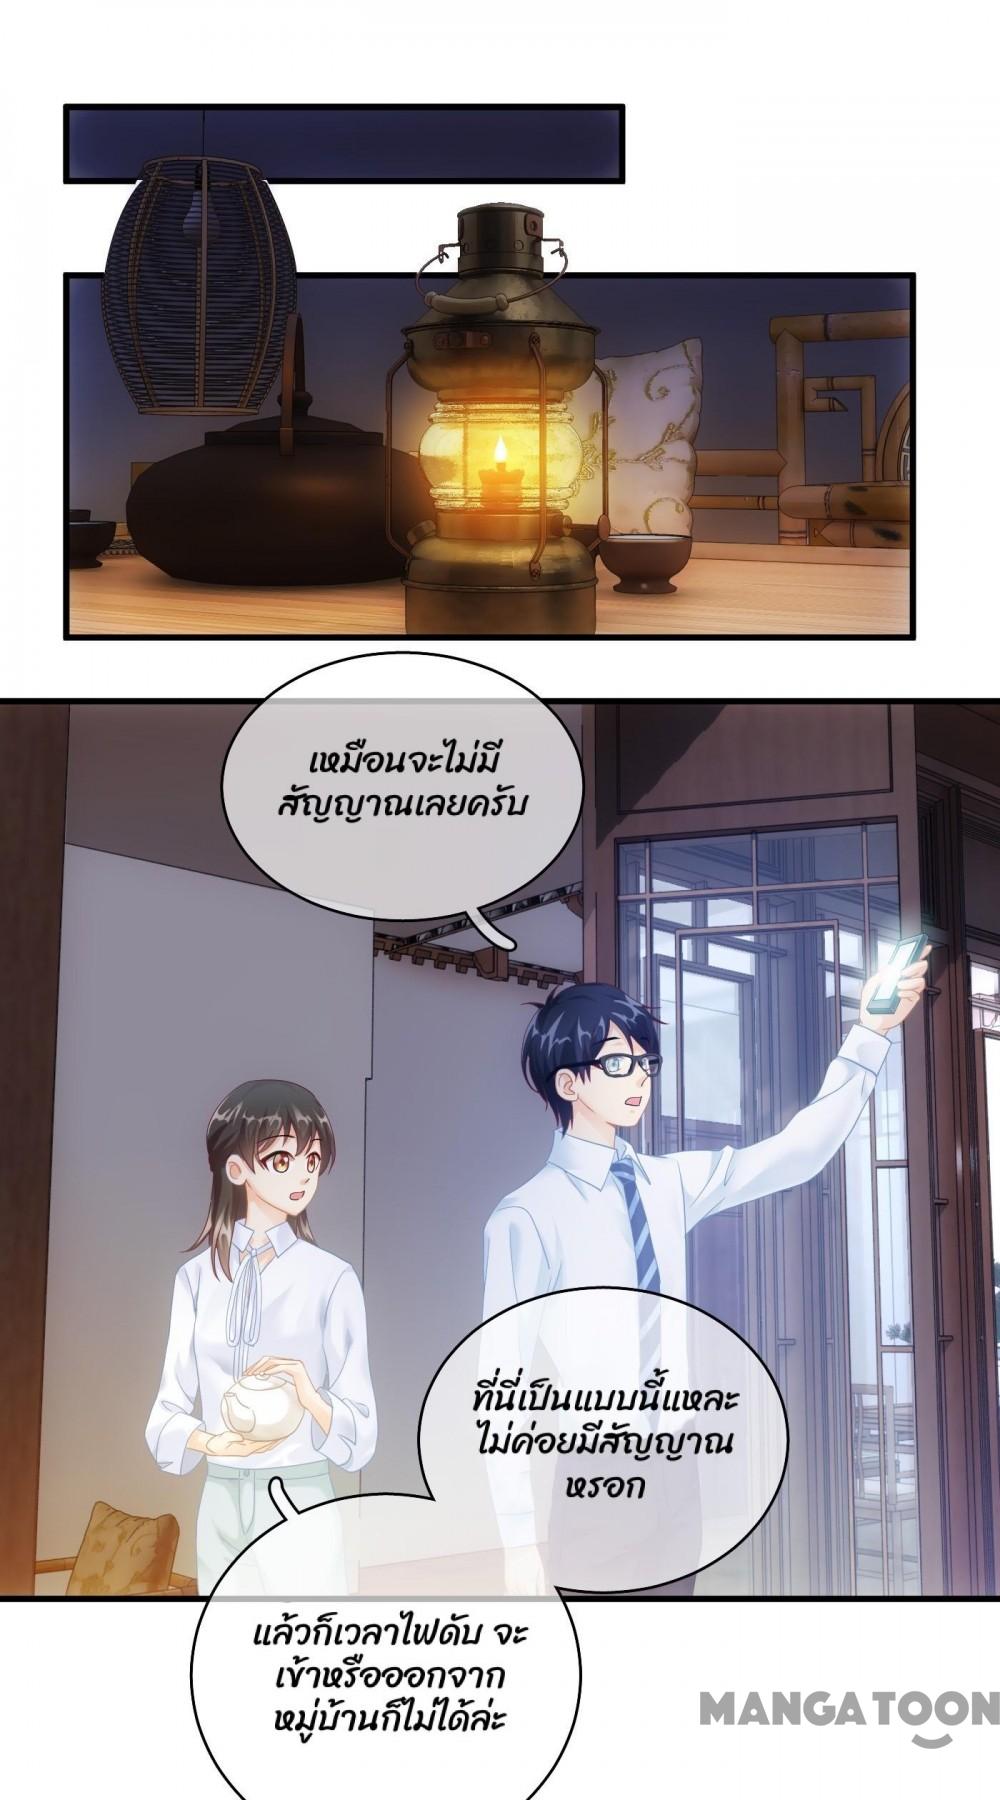 เหมือนจะไม่มี
สัญญาณเลยครับ
ที่นี่เป็นแบบนี้แหละ
ไม่ค่อยมีสัญญาณ
หรอก
แล้วก็เวลาไฟดับ จะ
เข้าหรือออกจาก
หมู่บ้านก็ไม่ได้ล่ะ
MANGATOON